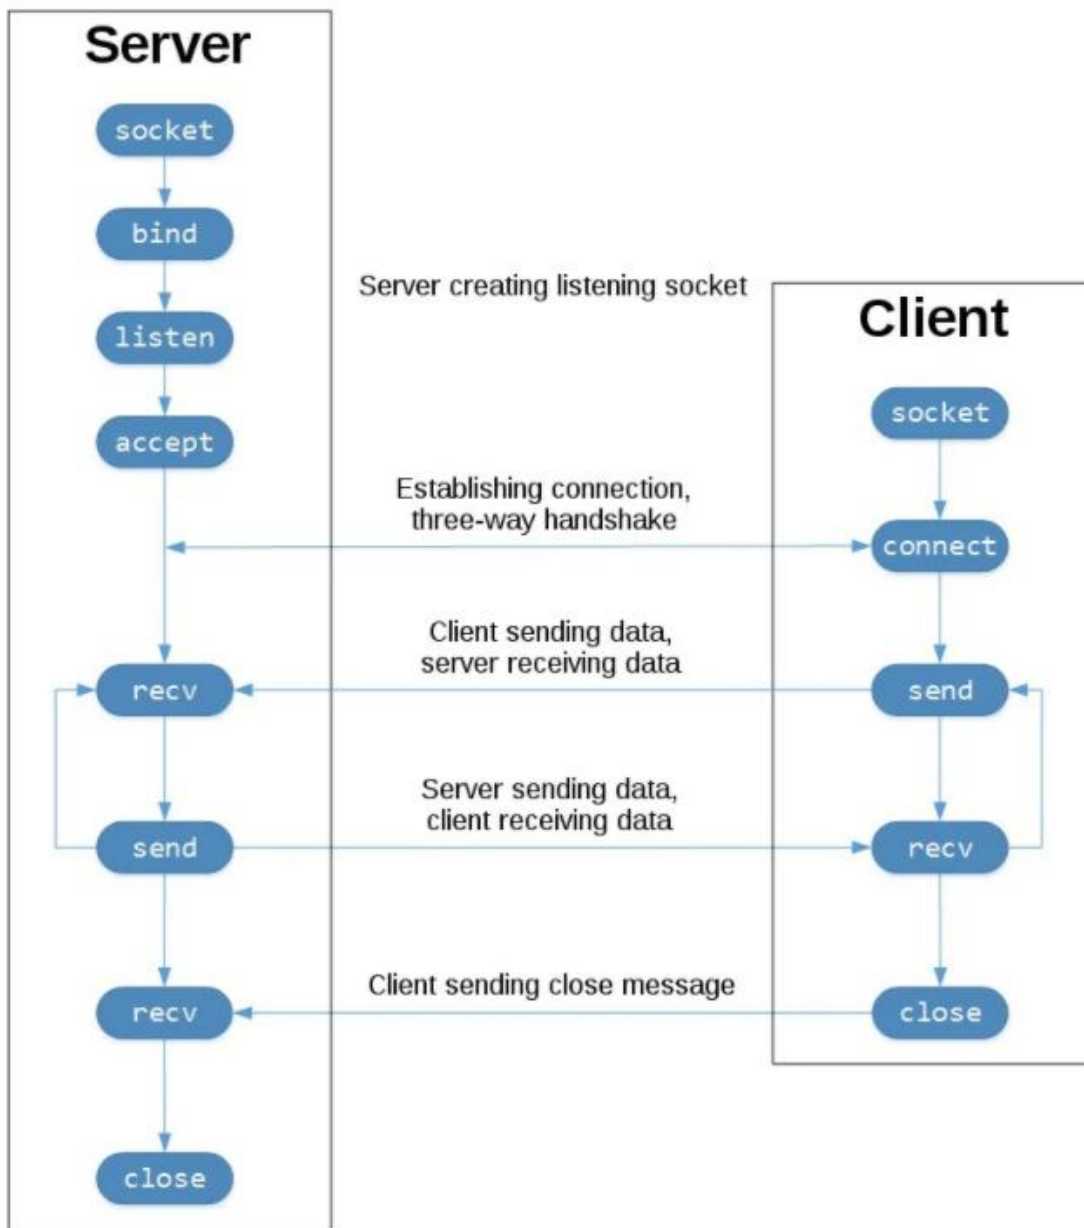 Server
socket
bind
Server creating listening socket
listen
Client
accept
socket
Establishing connection,
three-way handshake
connect
Client sending data,
server receiving data
recv
send
Server sending data,
client receiving data
send
recv
Client sending close message
recv
close
close